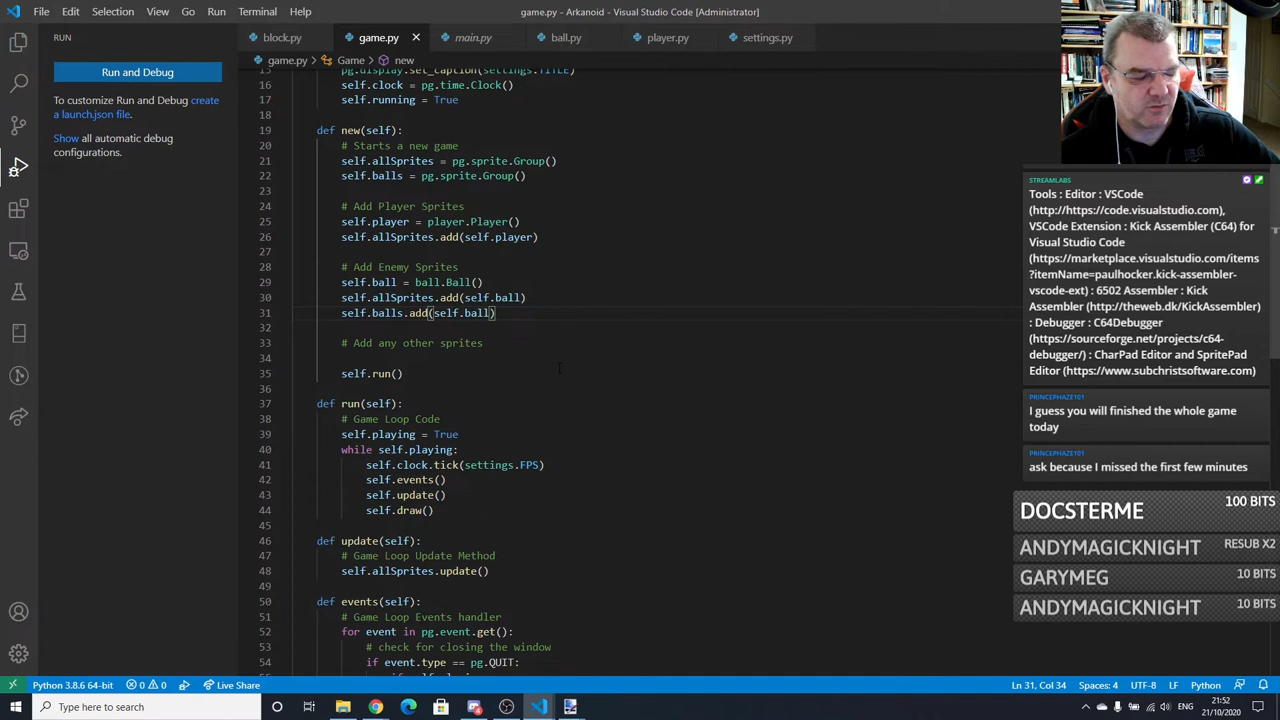 File Edit Selection View Go Run Terminal Help
game.py - Arkanoid - Visual Studio Code [Administrator]
RUN
Run and Debug
To customize Run and Debug create
a launch.json file.
Show all automatic debug
configurations.
block.py
main.py
ball.py
player.py
settings.py
game.py > Game >
15 pg.display.set_caption(settings.TITLE)
16 self.clock = pg.time.Clock()
17 self.running = True
18
19 def new(self):
20 # Starts a new game
21 self.allSprites = pg.sprite.Group()
22 self.balls = pg.sprite.Group()
23
24 # Add Player Sprites
25 self.player = player.Player()
26 self.allSprites.add(self.player)
27
28 # Add Enemy Sprites
29 self.ball = ball.Ball()
30 self.allSprites.add(self.ball)
31 self.balls.add(self.ball)
32
33 # Add any other sprites
34
35 self.run()
36
37 def run(self):
38 # Game Loop Code
39 self.playing = True
40 while self.playing:
41 self.clock.tick(settings.FPS)
42 self.events()
43 self.update()
44 self.draw()
45
46 def update(self):
47 # Game Loop Update Method
48 self.allSprites.update()
49
50 def events(self):
51 # Game Loop Events handler
52 for event in pg.event.get():
53 # check for closing the window
54 if event.type == pg.QUIT:
STREAMLABS
Tools : Editor : VSCode
(http://https://code.visualstudio.com),
VSCode Extension : Kick Assembler (C64) for
Visual Studio Code
(https://marketplace.visualstudio.com/items
?itemName=paulhocker.kick-assembler-
vscode-ext) : 6502 Assembler : Kick
Assembler (http://theweb.dk/KickAssembler)
: Debugger : C64Debugger
(https://sourceforge.net/projects/c64-
debugger/) : CharPad Editor and SpritePad
Editor (https://www.subchristsoftware.com)
PRINCEPHAZE101
I guess you will finished the whole game
today
PRINCEPHAZE101
ask because I missed the first few minutes
DOCSTERME 100 BITS
ANDYMAGICKNIGHT RESUB X2
GARYMEG 10 BITS
ANDYMAGICKNIGHT 10 BITS
Python 3.8.6 64-bit 0 0 Live Share
Ln 31, Col 34 Spaces: 4 UTF-8 LF Python
Type here to search
21:52
21/10/2020